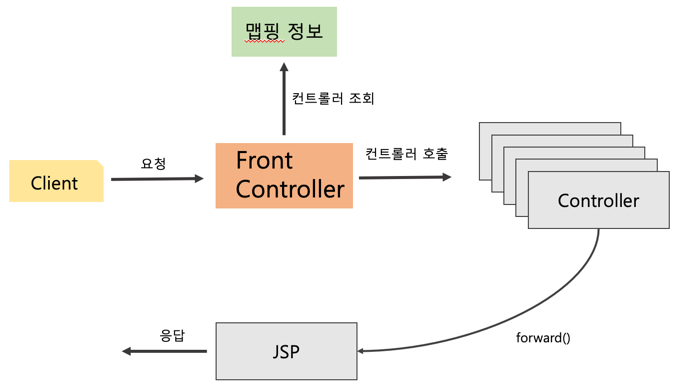 맵핑 정보
컨트롤러 조회
요청
Client
Front
Controller
컨트롤러 호출
Controller
forward()
JSP
응답